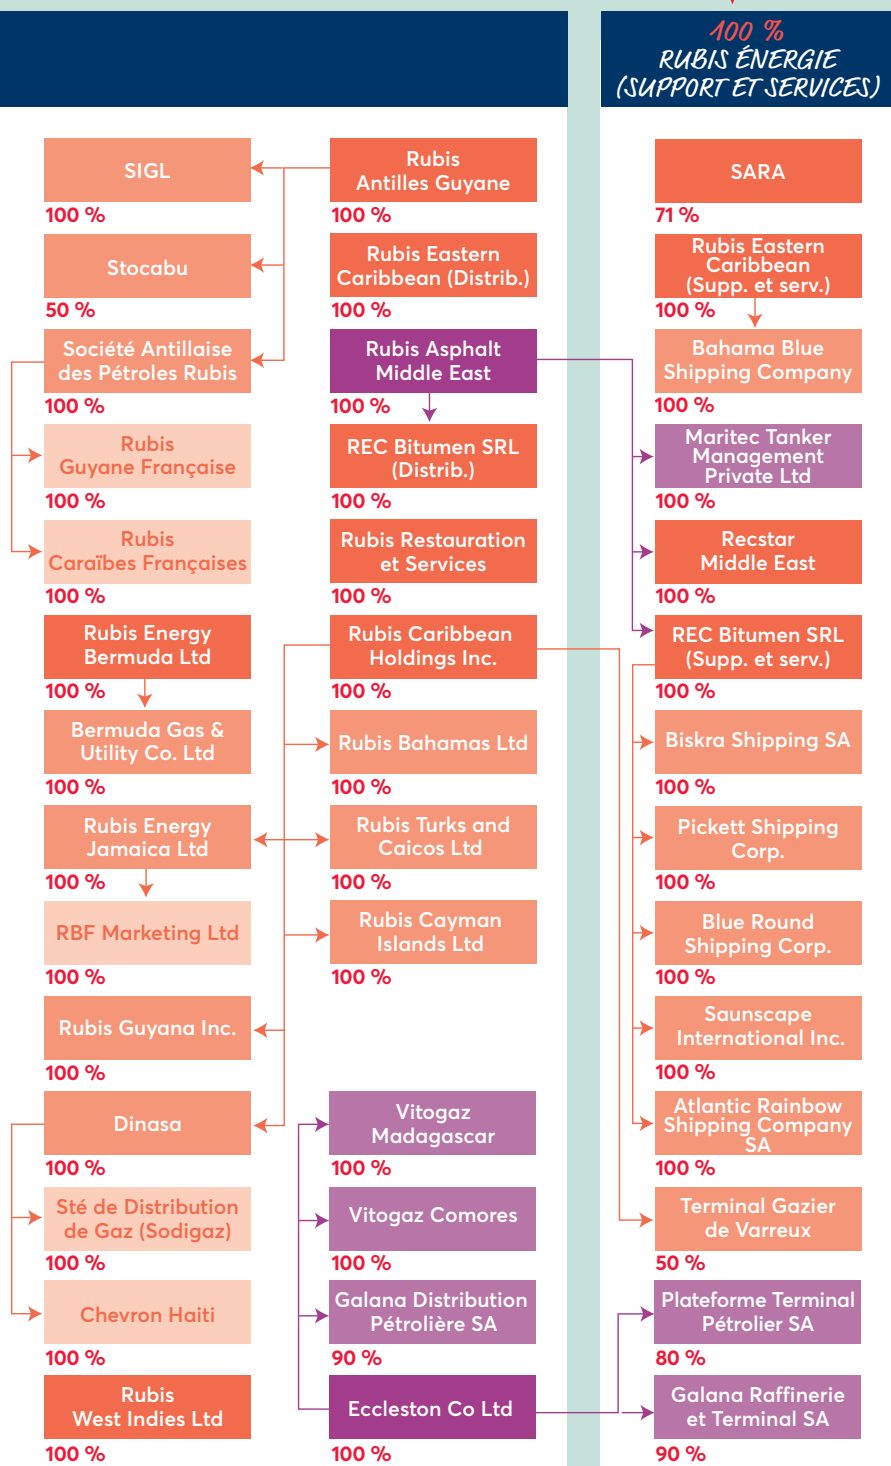 100 %
RUBIS ÉNERGIE
(SUPPORT ET SERVICES)
SIGL
100 %
Stocabu
50 %
Société Antillaise
des Pétroles Rubis
100 %
Rubis
Guyane Française
100 %
Rubis
Caraïbes Françaises
100 %
Rubis Energy
Bermuda Ltd
100 %
Bermuda Gas &
Utility Co. Ltd
100 %
Rubis Energy
Jamaica Ltd
100 %
RBF Marketing Ltd
100 %
Rubis Guyana Inc.
100 %
Dinasa
100 %
Sté de Distribution
de Gaz (Sodigaz)
100 %
Chevron Haiti
100 %
Rubis
West Indies Ltd
100 %
Rubis
Antilles Guyane
100 %
Rubis Eastern
Caribbean (Distrib.)
100 %
Rubis Asphalt
Middle East
100 %
REC Bitumen SRL
(Distrib.)
100 %
Rubis Restauration
et Services
100 %
Rubis Caribbean
Holdings Inc.
100 %
Rubis Bahamas Ltd
100 %
Rubis Turks and
Caicos Ltd
100 %
Rubis Cayman
Islands Ltd
100 %
Vitogaz
Madagascar
100 %
Vitogaz Comores
100 %
Galana Distribution
Pétrolière SA
90 %
Eccleston Co Ltd
100 %
SARA
71 %
Rubis Eastern
Caribbean
(Supp. et serv.)
100 %
Bahama Blue
Shipping Company
100 %
Maritec Tanker
Management
Private Ltd
100 %
Recstar
Middle East
100 %
REC Bitumen SRL
(Supp. et serv.)
100 %
Biskra Shipping SA
100 %
Pickett Shipping
Corp.
100 %
Blue Round
Shipping Corp.
100 %
Saunscape
International Inc.
100 %
Atlantic Rainbow
Shipping Company
SA
100 %
Terminal Gazier
de Varreux
50 %
Plateforme Terminal
Pétrolier SA
80 %
Galana Raffinerie
et Terminal SA
90 %